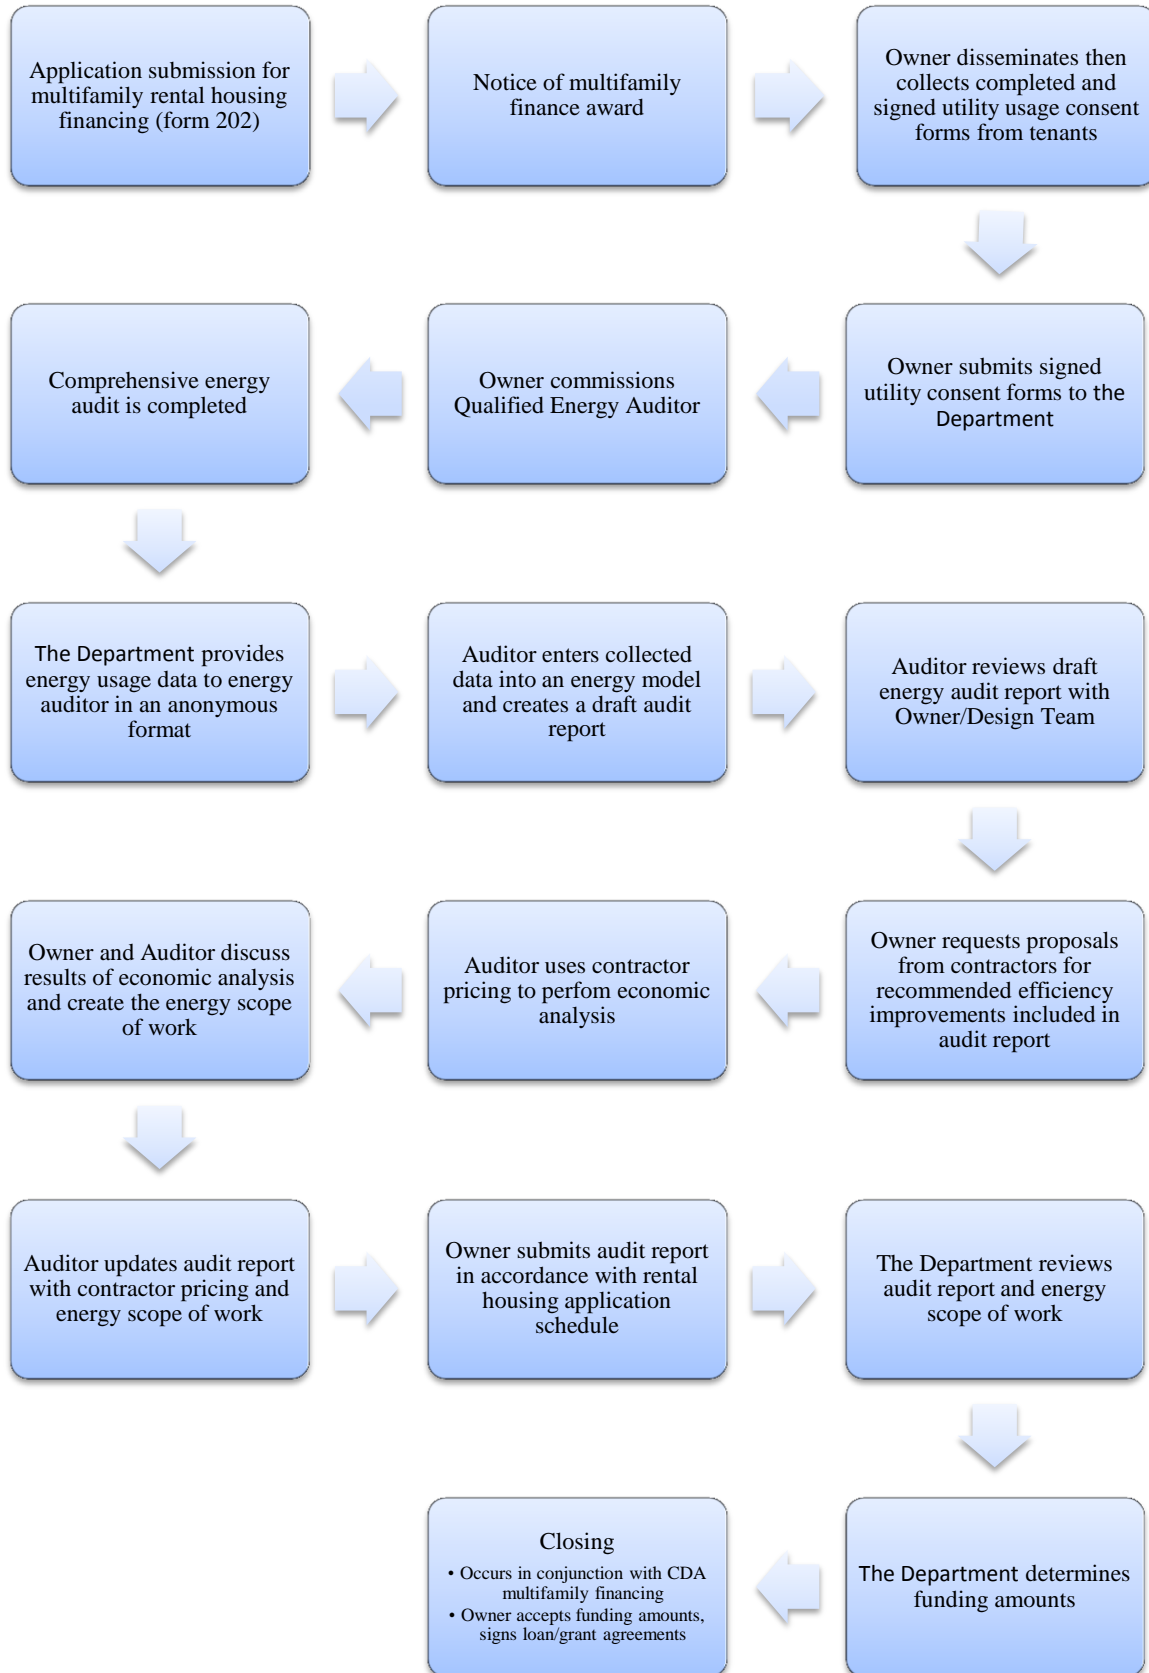 Application submission for
multifamily rental housing
financing (form 202)
Notice of multifamily
finance award
Owner disseminates then
collects completed and
signed utility usage consent
forms from tenants
Owner submits signed
utility consent forms to the
Department
Owner commissions
Qualified Energy Auditor
Comprehensive energy
audit is completed
The Department provides
energy usage data to energy
auditor in an anonymous
format
Auditor enters collected
data into an energy model
and creates a draft audit
report
Auditor reviews draft
energy audit report with
Owner/Design Team
Owner requests proposals
from contractors for
recommended efficiency
improvements included in
audit report
Auditor uses contractor
pricing to perfom economic
analysis
Owner and Auditor discuss
results of economic analysis
and create the energy scope
of work
Auditor updates audit report
with contractor pricing and
energy scope of work
Owner submits audit report
in accordance with rental
housing application
schedule
The Department reviews
audit report and energy
scope of work
The Department determines
funding amounts
Closing
• Occurs in conjunction with CDA
multifamily financing
• Owner accepts funding amounts,
signs loan/grant agreements